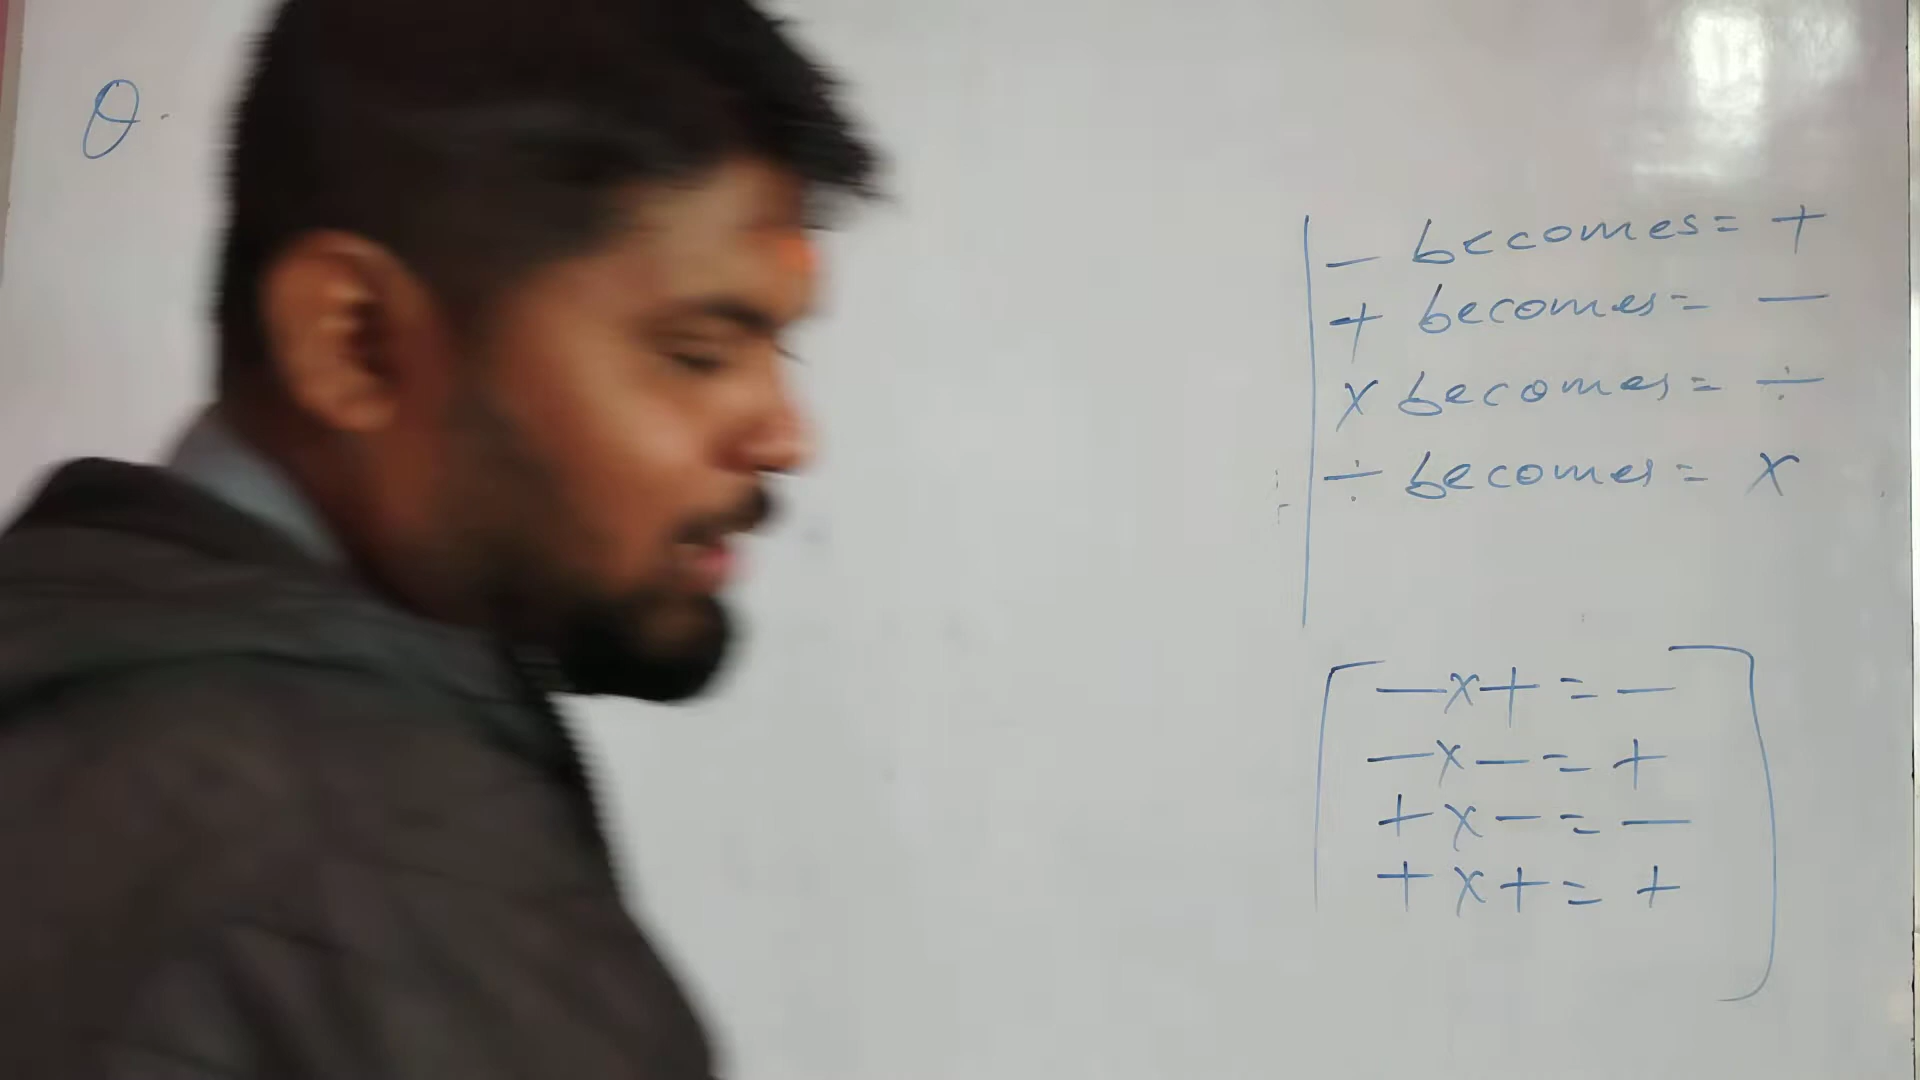 Q.
- becomes = +
+ becomes = -
x becomes = ÷
÷ becomes = x
- x + = -
- x - = +
+ x - = -
+ x + = +